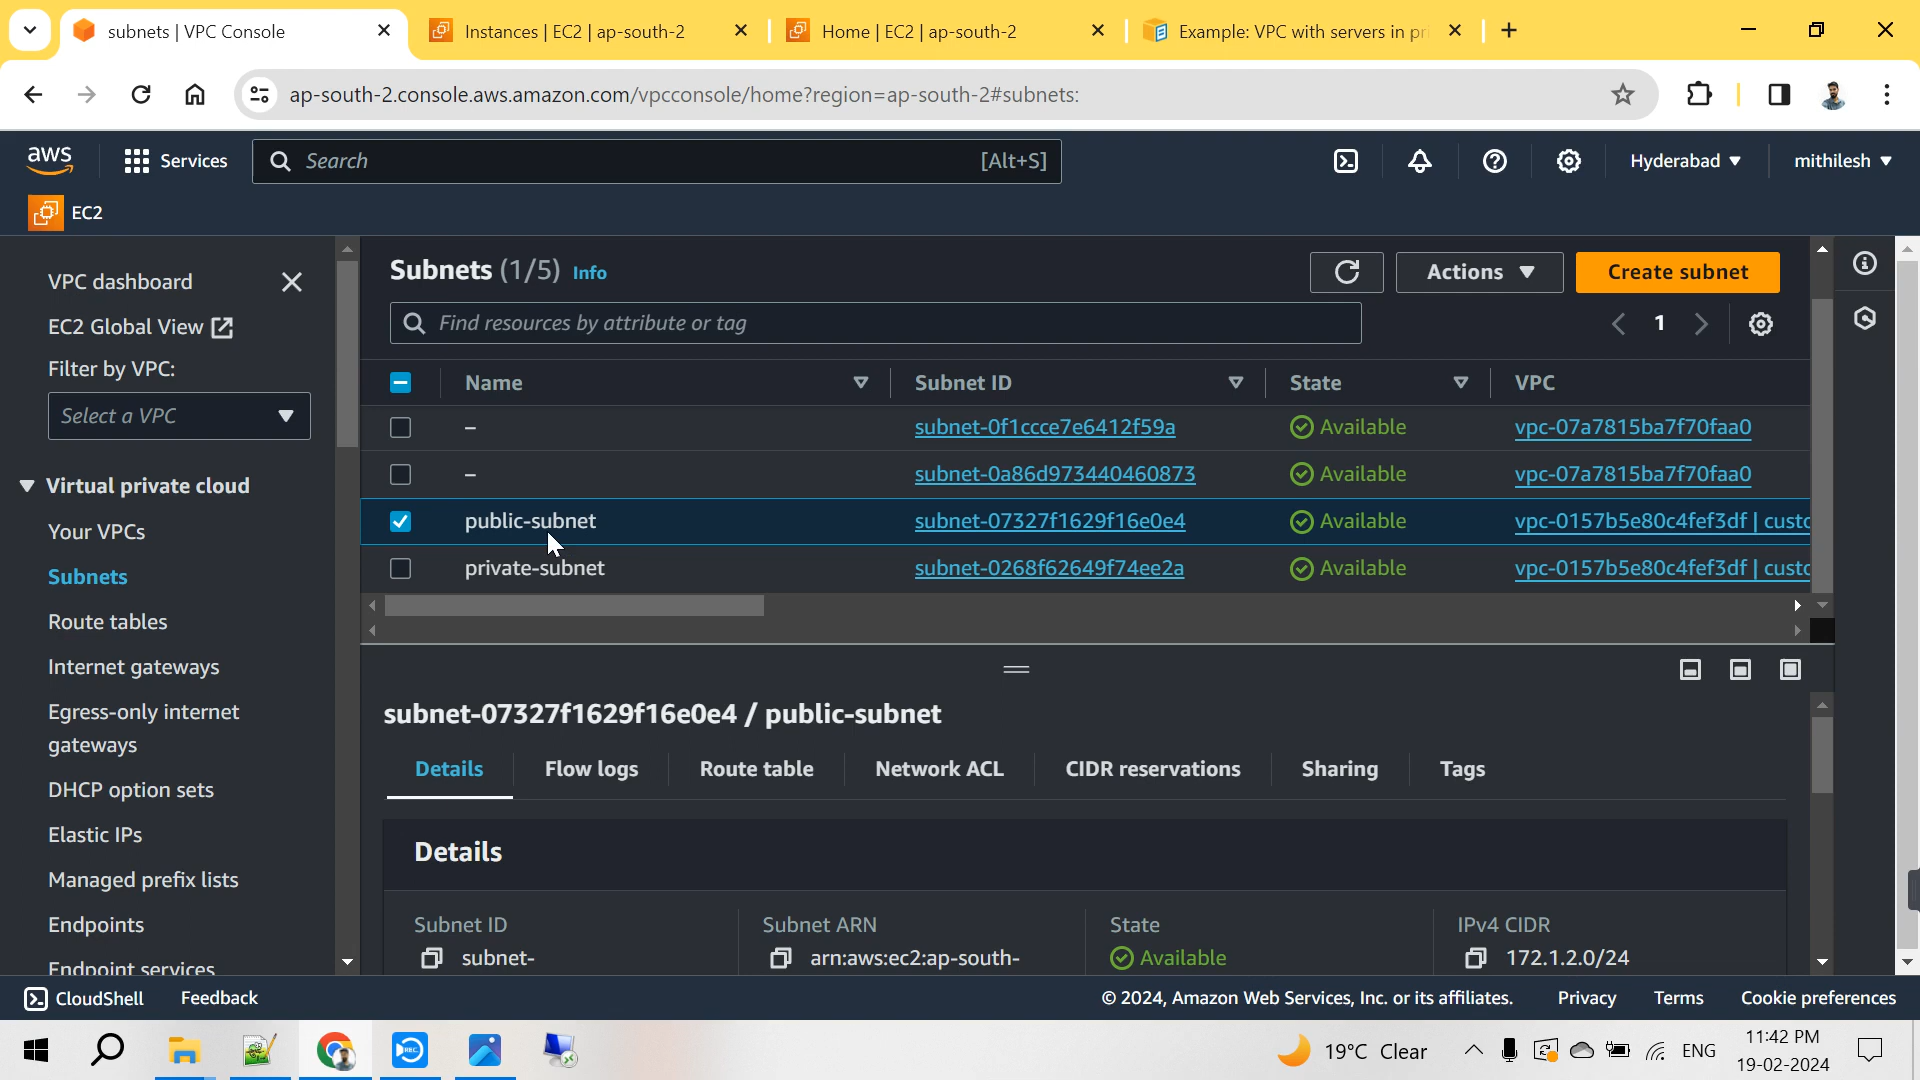 subnets | VPC Console
Instances | EC2 | ap-south-2
Home | EC2 | ap-south-2
Example: VPC with servers in pri
ap-south-2.console.aws.amazon.com/vpcconsole/home?region=ap-south-2#subnets:
aws
Services
Search
[Alt+S]
Hyderabad
mithilesh
EC2
VPC dashboard
EC2 Global View
Filter by VPC:
Select a VPC
Virtual private cloud
Your VPCs
Subnets
Route tables
Internet gateways
Egress-only internet
gateways
DHCP option sets
Elastic IPs
Managed prefix lists
Endpoints
Endpoint services
Subnets (1/5) Info
Actions
Create subnet
Find resources by attribute or tag
1
Name
Subnet ID
State
VPC
– subnet-0f1ccce7e6412f59a Available vpc-07a7815ba7f70faa0
– subnet-0a86d973440460873 Available vpc-07a7815ba7f70faa0
public-subnet subnet-07327f1629f16e0e4 Available vpc-0157b5e80c4fef3df | custo
private-subnet subnet-0268f62649f74ee2a Available vpc-0157b5e80c4fef3df | custo
subnet-07327f1629f16e0e4 / public-subnet
Details
Flow logs
Route table
Network ACL
CIDR reservations
Sharing
Tags
Details
Subnet ID
subnet-
Subnet ARN
arn:aws:ec2:ap-south-
State
Available
IPv4 CIDR
172.1.2.0/24
CloudShell
Feedback
© 2024, Amazon Web Services, Inc. or its affiliates.
Privacy
Terms
Cookie preferences
REC
19°C Clear
ENG
11:42 PM
19-02-2024